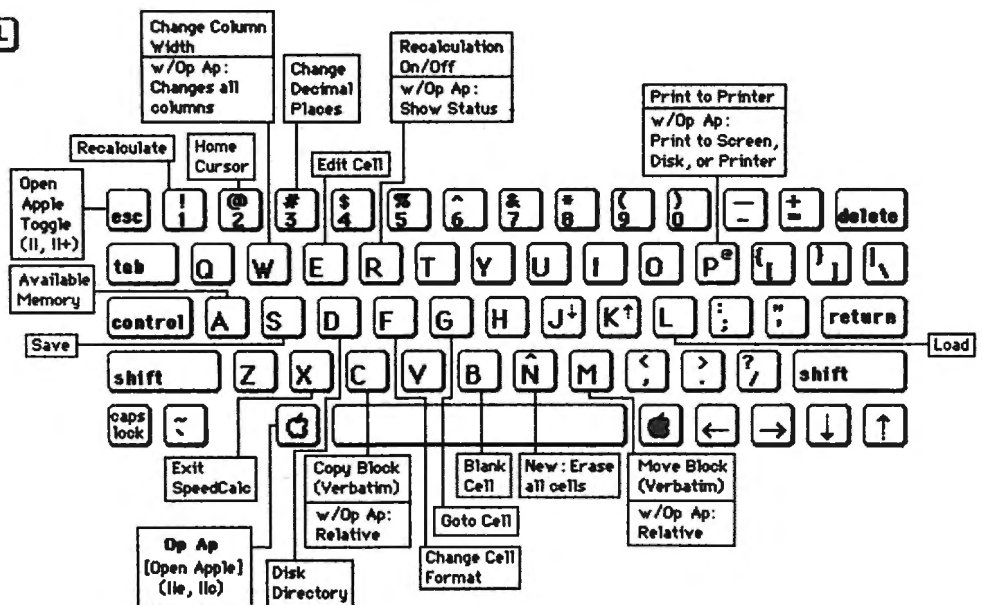 L
Change Column
Width
w/Op Ap:
Changes all
columns
Change
Decimal
Places
Recalculation
On/Off
w/Op Ap:
Show Status
Print to Printer
w/Op Ap:
Print to Screen,
Disk, or Printer
Recalculate
Home
Cursor
Edit Cell
Open
Apple
Toggle
(II, II+)
esc ! 1 @ 2 # 3 $ 4 % 5 ^ 6 & 7 * 8 ( 9 ) 0 — - + = delete
tab Q W E R T Y U I O P@ { [ } ] | \
Available
Memory
control A S D F G H J↓ K↑ L : ; " ' return
Save
Load
shift Z X C V B ^ N M < , > . ? / shift
caps
lock
~ ` ← → ↓ ↑
Exit
SpeedCalc
Copy Block
(Verbatim)
w/Op Ap:
Relative
Blank
Cell
New: Erase
all cells
Move Block
(Verbatim)
w/Op Ap:
Relative
Goto Cell
Op Ap
[Open Apple]
(IIe, IIc)
Disk
Directory
Change Cell
Format